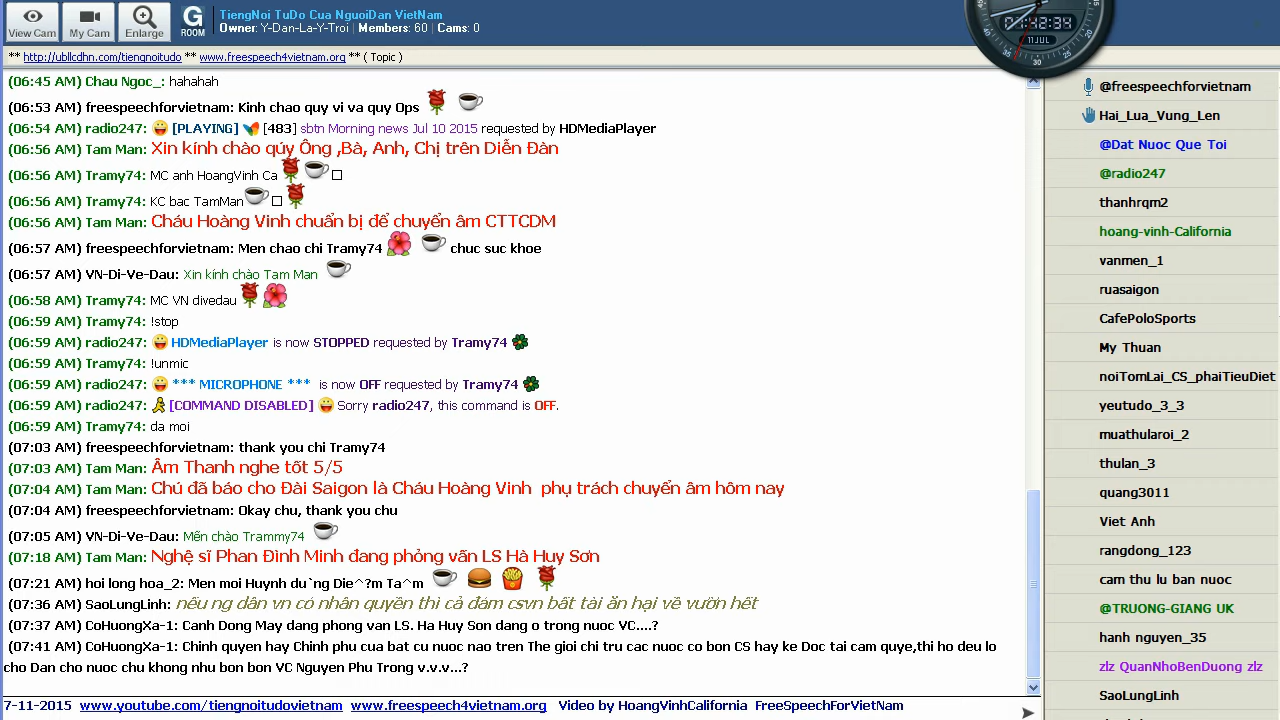 View Cam
My Cam
Enlarge
G ROOM
TiengNoi TuDo Cua NguoiDan VietNam
Owner: Y-Dan-La-Y-Troi | Members: 60 | Cams: 0
45
07:42:34
11 JUL
20
25
30
35
** http://ubllcdhn.com/tiengnoitudo ** www.freespeech4vietnam.org ** ( Topic )
(06:45 AM) Chau Ngoc_: hahahah
(06:53 AM) freespeechforvietnam: Kinh chao quy vi va quy Ops
(06:54 AM) radio247: [PLAYING] [483] sbtn Morning news Jul 10 2015 requested by HDMediaPlayer
(06:56 AM) Tam Man: Xin kính chào qúy Ông ,Bà, Anh, Chị trên Diễn Đàn
(06:56 AM) Tramy74: MC anh HoangVinh Ca
(06:56 AM) Tramy74: KC bac TamMan
(06:56 AM) Tam Man: Cháu Hoàng Vinh chuẩn bị để chuyển âm CTTCDM
(06:57 AM) freespeechforvietnam: Men chao chi Tramy74 chuc suc khoe
(06:57 AM) VN-Di-Ve-Dau: Xin kính chào Tam Man
(06:58 AM) Tramy74: MC VN divedau
(06:59 AM) Tramy74: !stop
(06:59 AM) radio247: HDMediaPlayer is now STOPPED requested by Tramy74
(06:59 AM) Tramy74: !unmic
(06:59 AM) radio247: *** MICROPHONE *** is now OFF requested by Tramy74
(06:59 AM) radio247: [COMMAND DISABLED] Sorry radio247, this command is OFF.
(06:59 AM) Tramy74: da moi
(07:03 AM) freespeechforvietnam: thank you chi Tramy74
(07:03 AM) Tam Man: Âm Thanh nghe tốt 5/5
(07:04 AM) Tam Man: Chú đã báo cho Đài Saigon là Cháu Hoàng Vinh phụ trách chuyển âm hôm nay
(07:04 AM) freespeechforvietnam: Okay chu, thank you chu
(07:05 AM) VN-Di-Ve-Dau: Mến chào Trammy74
(07:18 AM) Tam Man: Nghệ sĩ Phan Đình Minh đang phỏng vấn LS Hà Huy Sơn
(07:21 AM) hoi long hoa_2: Men moi Huynh du`ng Die^?m Ta^m
(07:36 AM) SaoLungLinh: nếu ng dân vn có nhân quyền thì cả đám csvn bất tài ăn hại về vườn hết
(07:37 AM) CoHuongXa-1: Canh Dong May dang phong van LS. Ha Huy Son dang o trong nuoc VC....?
(07:41 AM) CoHuongXa-1: Chinh quyen hay Chinh phu cua bat cu nuoc nao tren The gioi chi tru cac nuoc co bon CS hay ke Doc tai cam quye,thi ho deu lo
cho Dan cho nuoc chu khong nhu bon bon VC Nguyen Phu Trong v.v.v...?
7-11-2015 www.youtube.com/tiengnoitudovietnam www.freespeech4vietnam.org Video by HoangVinhCalifornia FreeSpeechForVietNam
@freespeechforvietnam
Hai_Lua_Vung_Len
@Dat Nuoc Que Toi
@radio247
thanhrqm2
hoang-vinh-California
vanmen_1
ruasaigon
CafePoloSports
My Thuan
noiTomLai_CS_phaiTieuDiet
yeutudo_3_3
muathularoi_2
thulan_3
quang3011
Viet Anh
rangdong_123
cam thu lu ban nuoc
@TRUONG-GIANG UK
hanh nguyen_35
zlz QuanNhoBenDuong zlz
SaoLungLinh